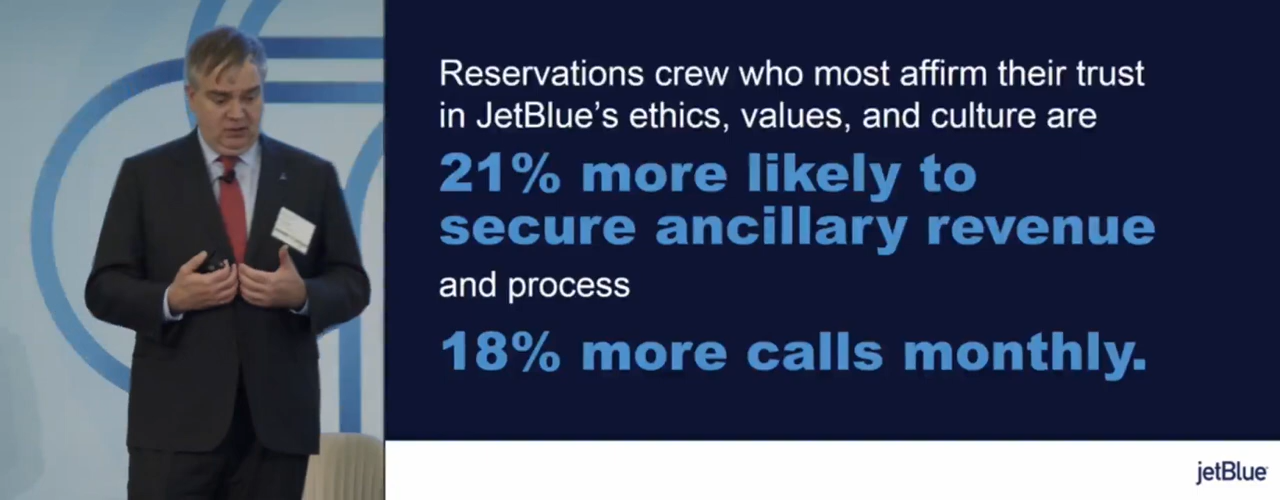 Reservations crew who most affirm their trust
in JetBlue’s ethics, values, and culture are
21% more likely to
secure ancillary revenue
and process
18% more calls monthly.
jetBlue